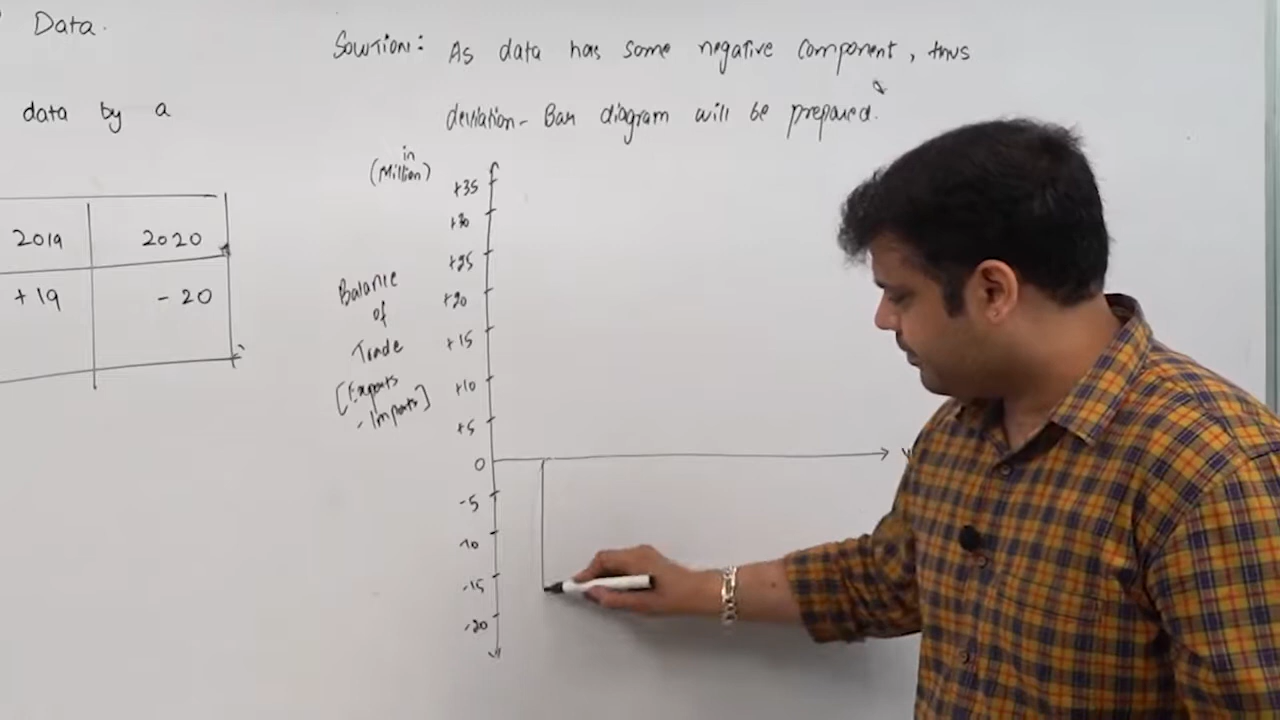 Data.
data by a
2019 2020
+19 - 20
Solution: As data has some negative component, thus
deviation - Bar diagram will be prepared.
in
(Million)
+35
+30
+25
+20
+15
+10
+5
0
-5
-10
-15
-20
Balance
of
Trade
[Exports
- Imports]